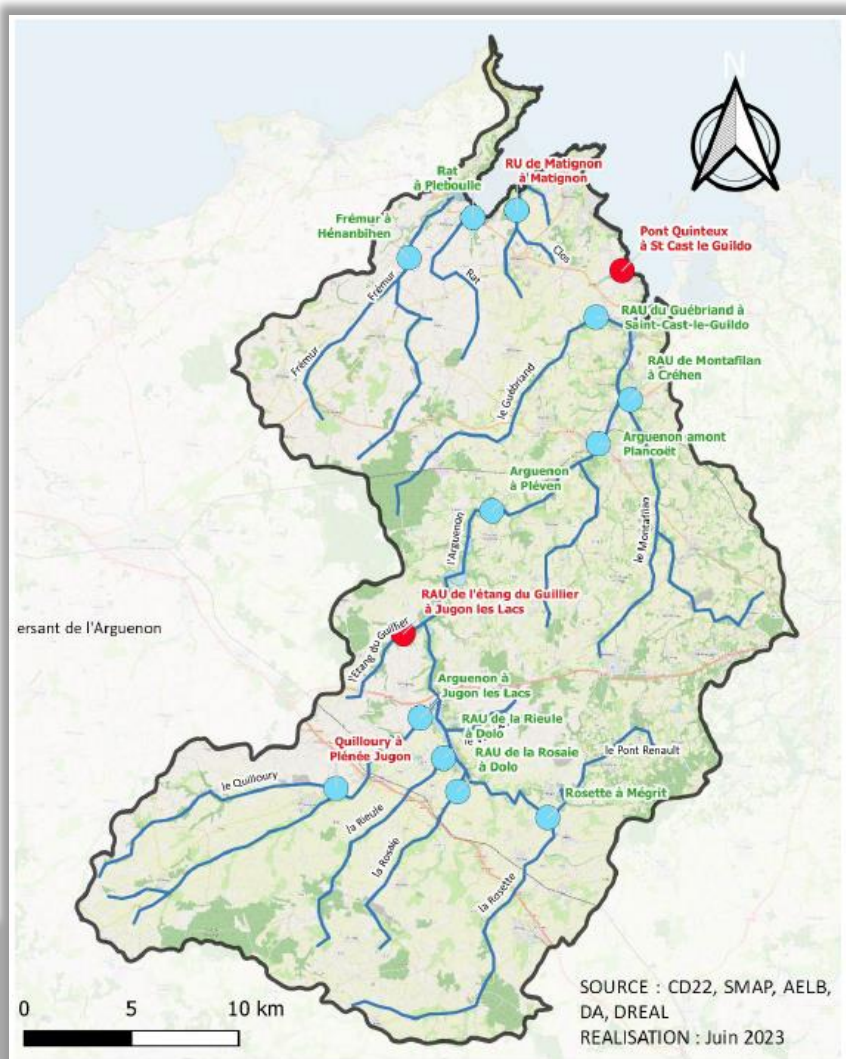 N
RU de Matignon
à Matignon
Rat
à Pleboulle
Frémur à
Hénanbihen
Pont Quinteux
à St Cast le Guildo
Clos
Rat
Frémur
Frémur
RAU du Guébriand à
Saint-Cast-le-Guildo
le Guébriand
RAU de Montafilan
à Créhen
Arguenon amont
Plancoët
Arguenon
à Pléven
le Montafilan
l'Arguenon
RAU de l'étang du Guillier
à Jugon les Lacs
ersant de l'Arguenon
l'Etang du Guillier
Arguenon à
Jugon les Lacs
RAU de la Rieule
à Dolo
Quilloury à
Plénée Jugon
RAU de la Rosaie
à Dolo
le Pont Renault
le Quilloury
Rosette à Mégrit
la Rieule
la Rosaie
la Rosette
SOURCE : CD22, SMAP, AELB,
DA, DREAL
REALISATION : Juin 2023
0 5 10 km